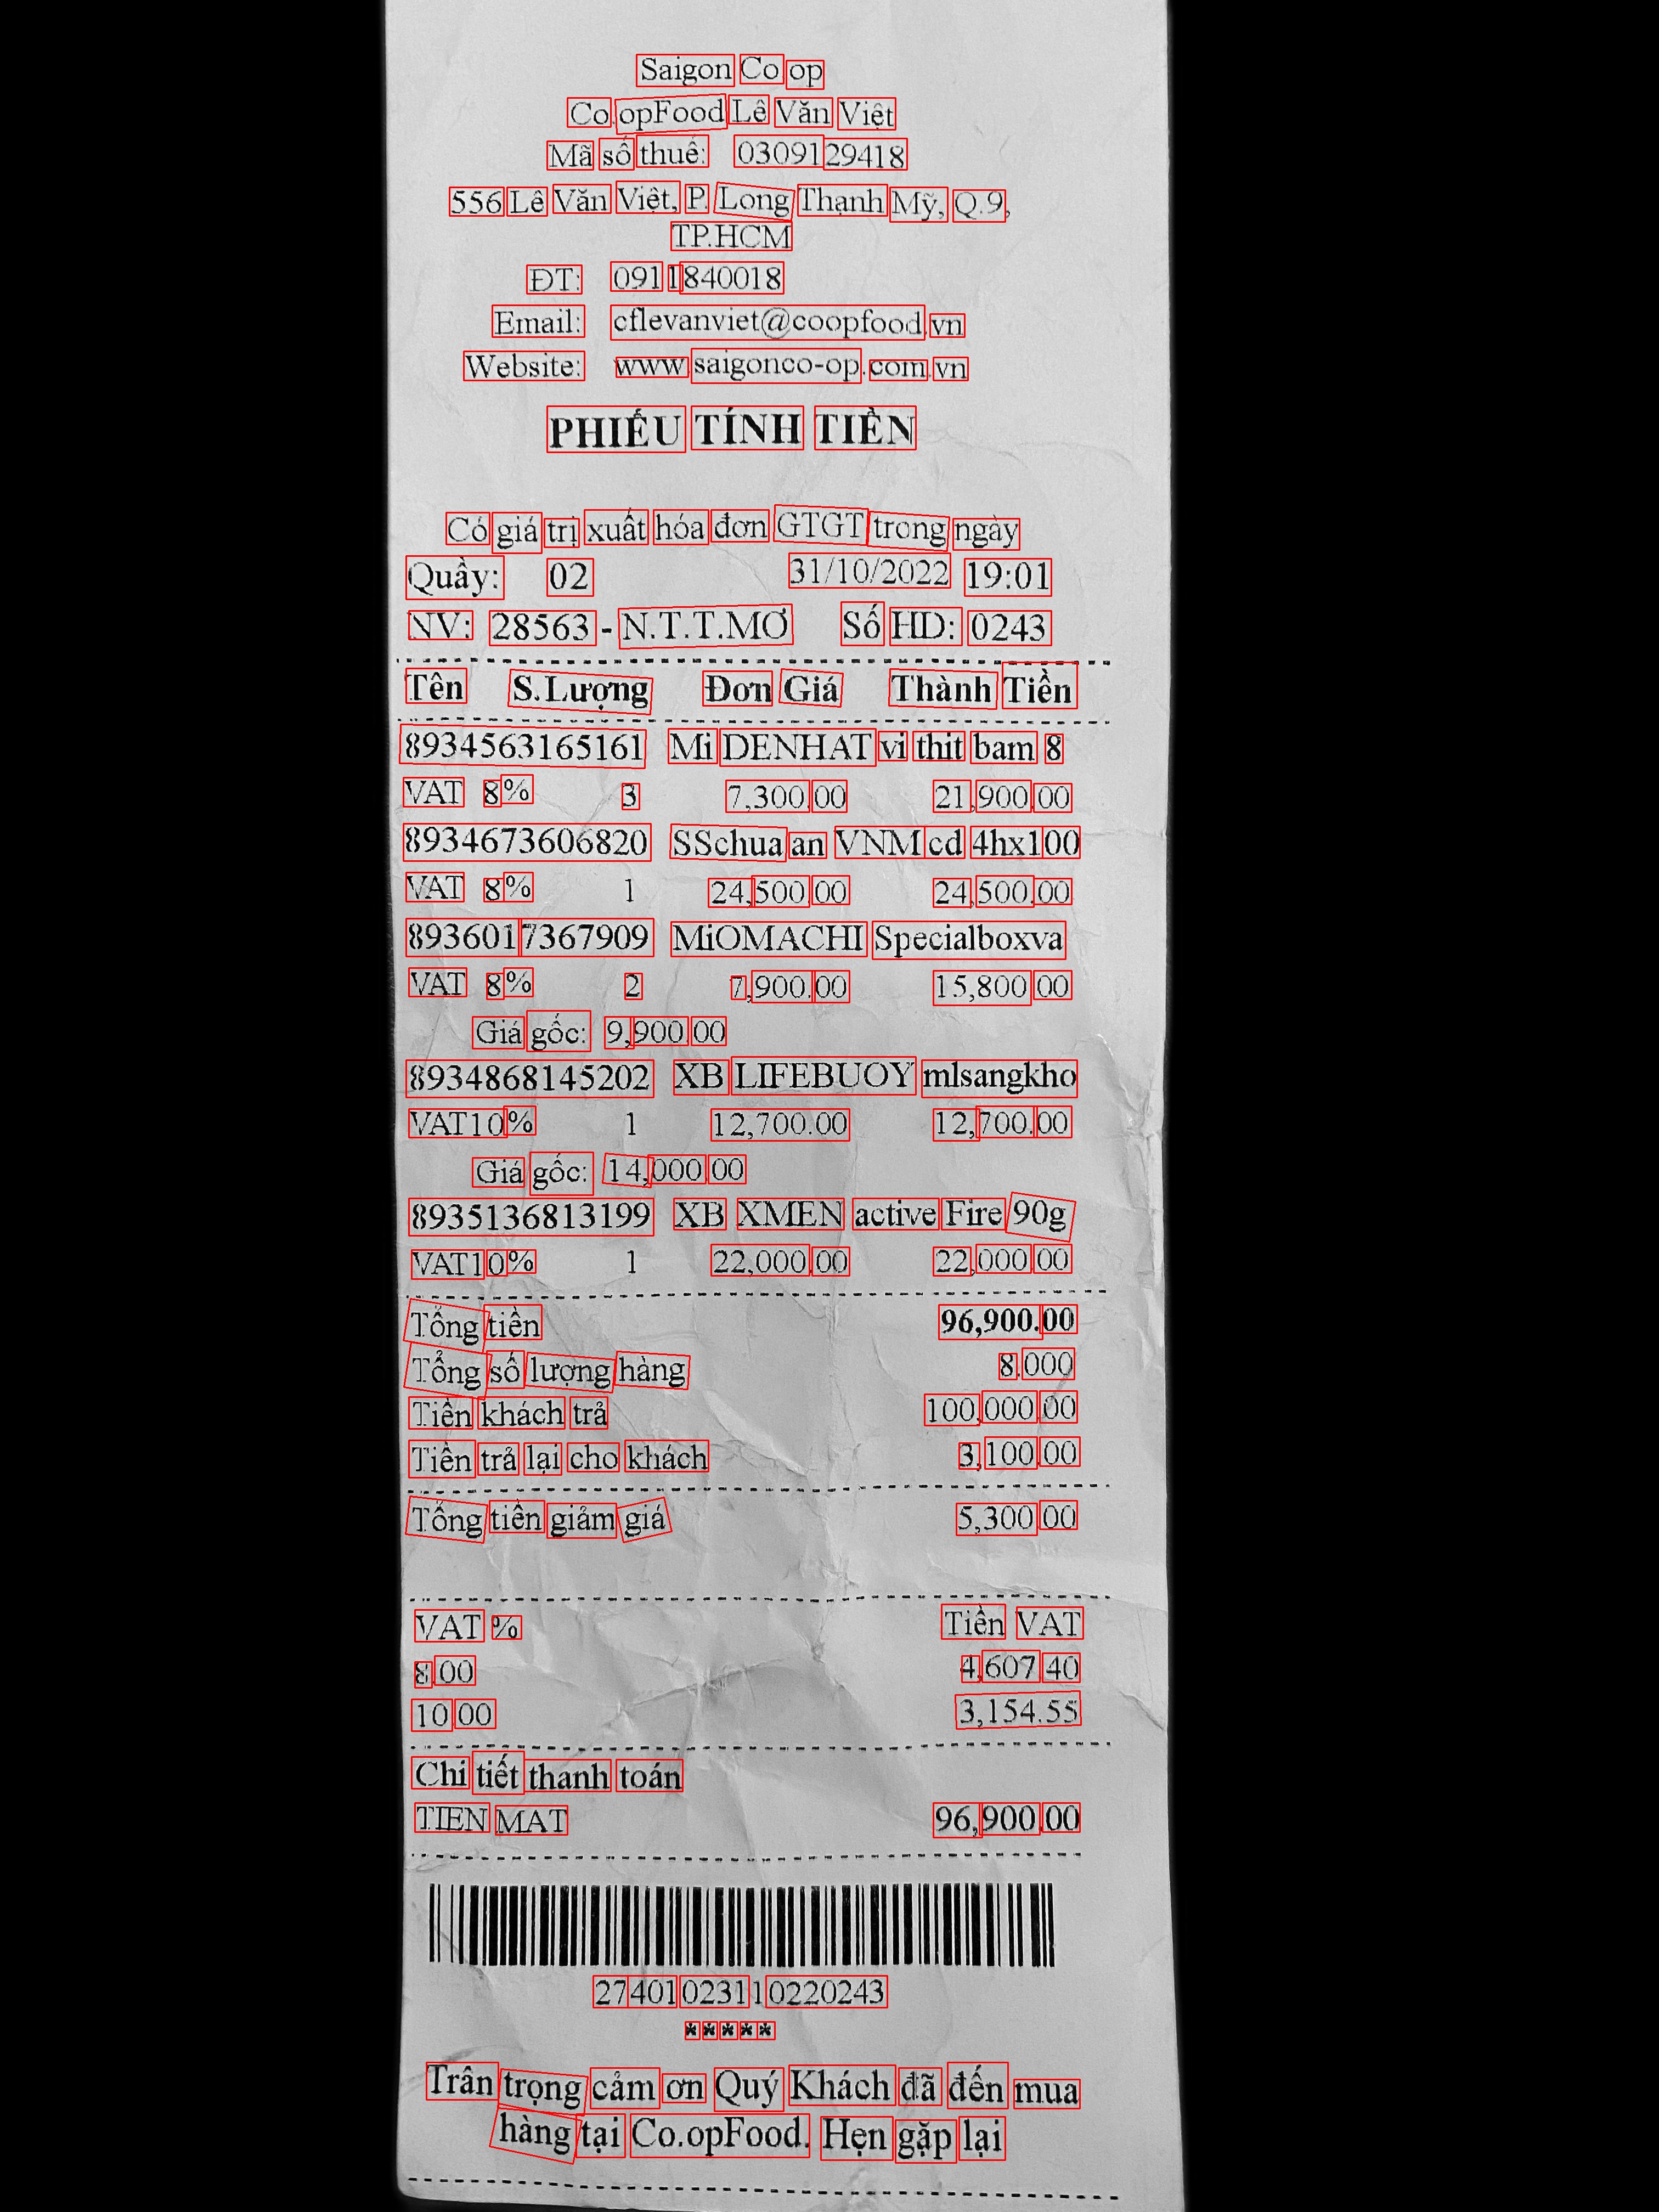 Saigon Co op
Co.opFood Lê Văn Việt
Mã số thuế: 0309129418
556 Lê Văn Việt, P. Long Thạnh Mỹ, Q.9,
TP.HCM
ĐT: 0911840018
Email: cflevanviet@coopfood.vn
Website: www.saigonco-op.com.vn
PHIẾU TÍNH TIỀN
Có giá trị xuất hóa đơn GTGT trong ngày
Quầy: 02 31/10/2022 19:01
NV: 28563 - N.T.T.MƠ Số HD: 0243
Tên S.Lượng Đơn Giá Thành Tiền
8934563165161 Mi DENHAT vi thit bam 8
VAT 8% 3 7,300.00 21,900.00
8934673606820 SSchua an VNM cd 4hx100
VAT 8% 1 24,500.00 24,500.00
8936017367909 MiOMACHI Specialboxva
VAT 8% 2 7,900.00 15,800.00
Giá gốc: 9,900.00
8934868145202 XB LIFEBUOY mlsangkho
VAT10% 1 12,700.00 12,700.00
Giá gốc: 14,000.00
8935136813199 XB XMEN active Fire 90g
VAT10% 1 22,000.00 22,000.00
Tổng tiền 96,900.00
Tổng số lượng hàng 8.000
Tiền khách trả 100,000.00
Tiền trả lại cho khách 3,100.00
Tổng tiền giảm giá 5,300.00
VAT % Tiền VAT
8.00 4,607.40
10.00 3,154.55
Chi tiết thanh toán
TIEN MAT 96,900.00
27401023110220243
*****
Trân trọng cảm ơn Quý Khách đã đến mua
hàng tại Co.opFood. Hẹn gặp lại